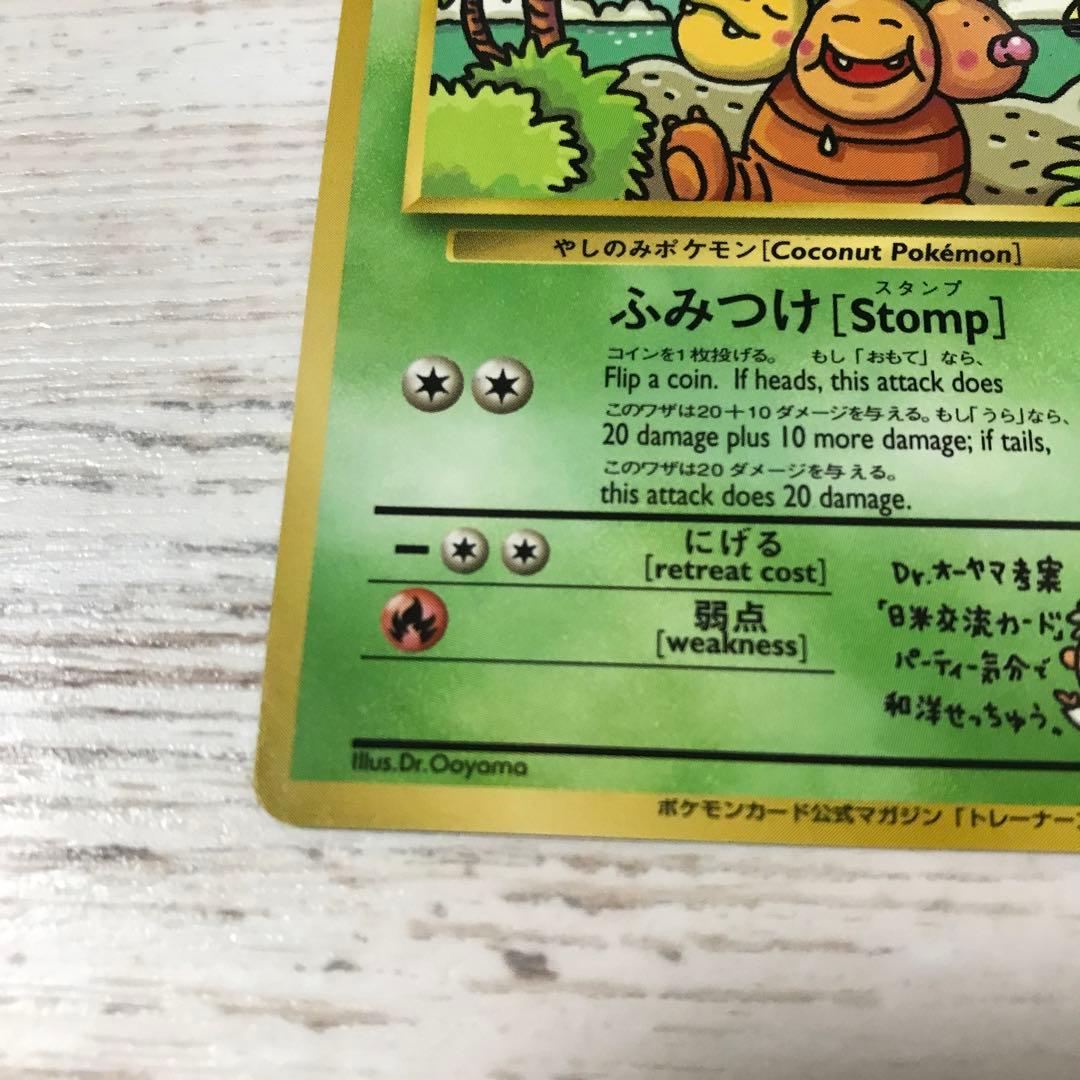 やしのみポケモン[Coconut Pokémon]
スタンプ
ふみつけ[Stomp]
コインを1枚投げる。 もし「おもて」なら、
Flip a coin. If heads, this attack does
このワザは20+10ダメージを与える。もし「うら」なら、
20 damage plus 10 more damage; if tails,
このワザは20ダメージを与える。
this attack does 20 damage.
にげる
[retreat cost]
弱点
[weakness]
Dr.オーヤマ考案
「日米交流カード」
パーティー気分で
和洋せっちゅう。
Illus.Dr.Ooyama
ポケモンカード公式マガジン「トレーナー